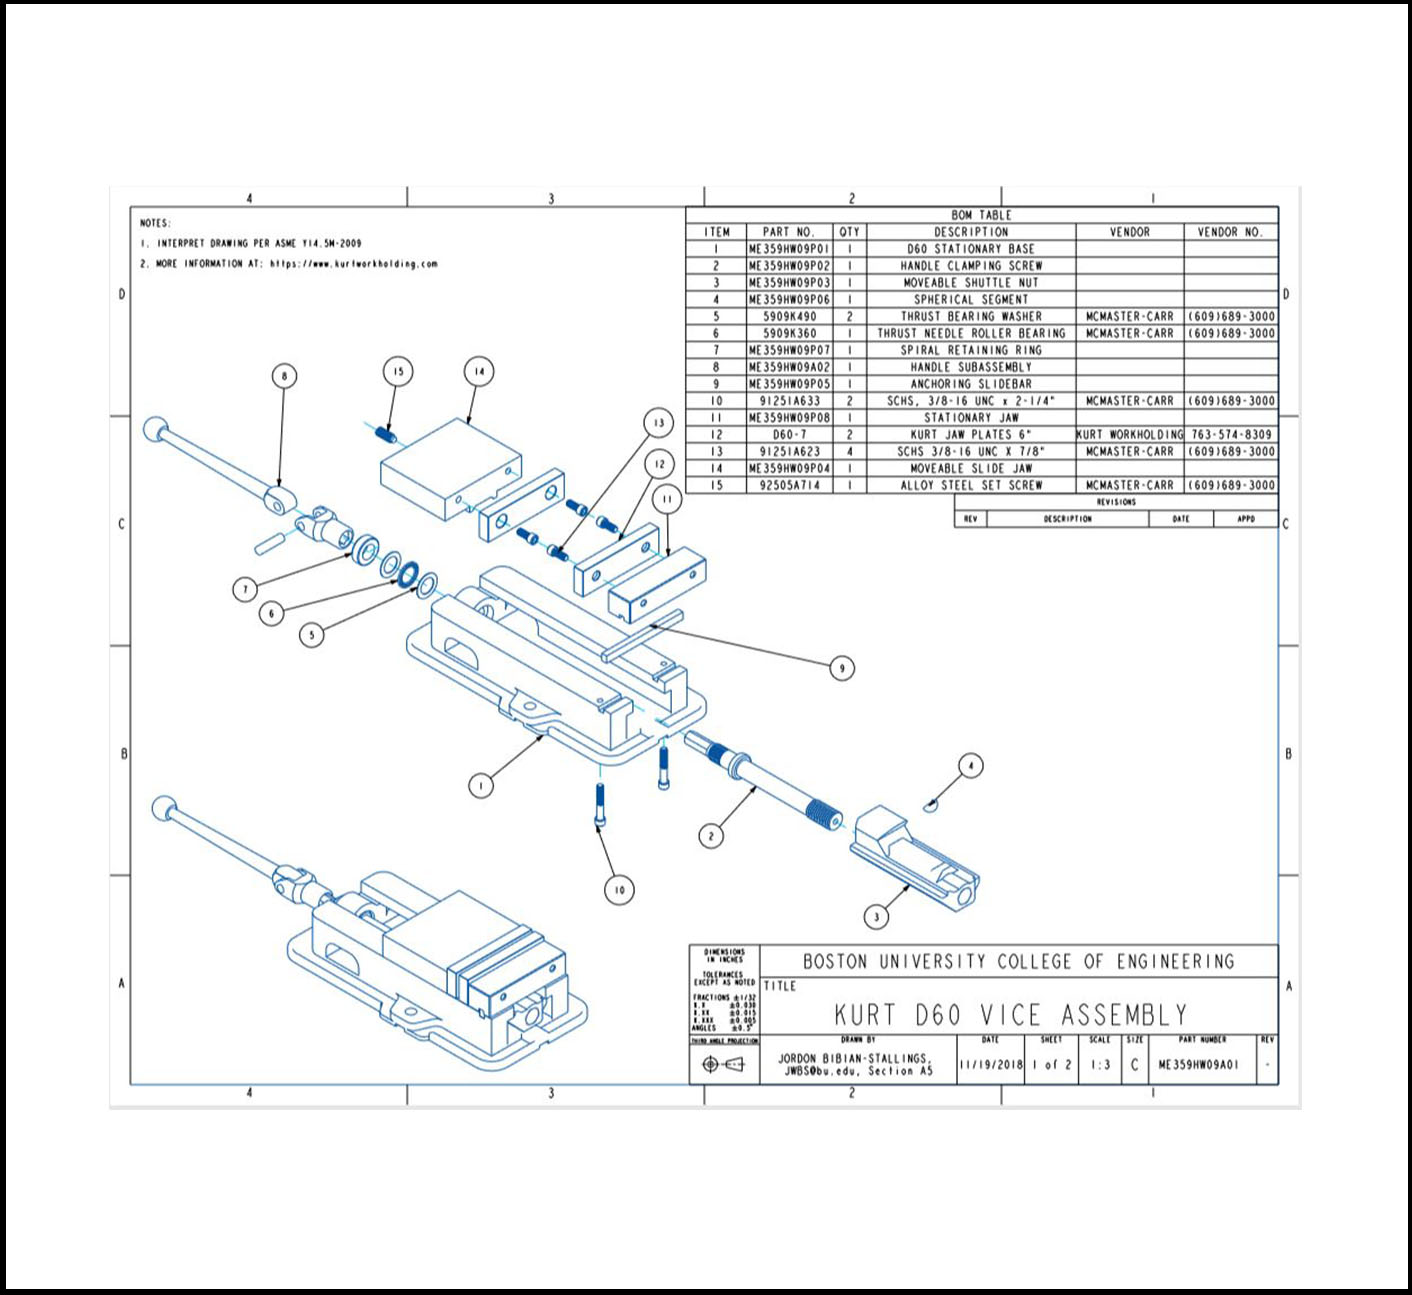 4 3 2 1
NOTES:
1. INTERPRET DRAWING PER ASME Y14.5M-2009
2. MORE INFORMATION AT: https://www.kurtworkholding.com
BOM TABLE
ITEM PART NO. QTY DESCRIPTION VENDOR VENDOR NO.
1 ME359HW09P01 1 D60 STATIONARY BASE
2 ME359HW09P02 1 HANDLE CLAMPING SCREW
3 ME359HW09P03 1 MOVEABLE SHUTTLE NUT
4 ME359HW09P06 1 SPHERICAL SEGMENT
5 5909K490 2 THRUST BEARING WASHER MCMASTER-CARR (609)689-3000
6 5909K360 1 THRUST NEEDLE ROLLER BEARING MCMASTER-CARR (609)689-3000
7 ME359HW09P07 1 SPIRAL RETAINING RING
8 ME359HW09A02 1 HANDLE SUBASSEMBLY
9 ME359HW09P05 1 ANCHORING SLIDEBAR
10 91251A633 2 SCHS, 3/8-16 UNC x 2-1/4" MCMASTER-CARR (609)689-3000
11 ME359HW09P08 1 STATIONARY JAW
12 D60-7 2 KURT JAW PLATES 6" KURT WORKHOLDING 763-574-8309
13 91251A623 4 SCHS 3/8-16 UNC X 7/8" MCMASTER-CARR (609)689-3000
14 ME359HW09P04 1 MOVEABLE SLIDE JAW
15 92505A714 1 ALLOY STEEL SET SCREW MCMASTER-CARR (609)689-3000
REVISIONS
REV DESCRIPTION DATE APPD
D D
8 15 14
13
12
11
C C
7
6
5
9
B B
1
4
2
10
3
A A
DIMENSIONS
IN INCHES
TOLERANCES
EXCEPT AS NOTED
FRACTIONS ±1/32
X.X ±0.030
X.XX ±0.015
X.XXX ±0.005
ANGLES ±0.5°
THIRD ANGLE PROJECTION
BOSTON UNIVERSITY COLLEGE OF ENGINEERING
TITLE
KURT D60 VICE ASSEMBLY
DRAWN BY DATE SHEET SCALE SIZE PART NUMBER REV
JORDON BIBIAN-STALLINGS,
JWBS@bu.edu, Section A5
11/19/2018 1 of 2 1:3 C ME359HW09A01 -
4 3 2 1